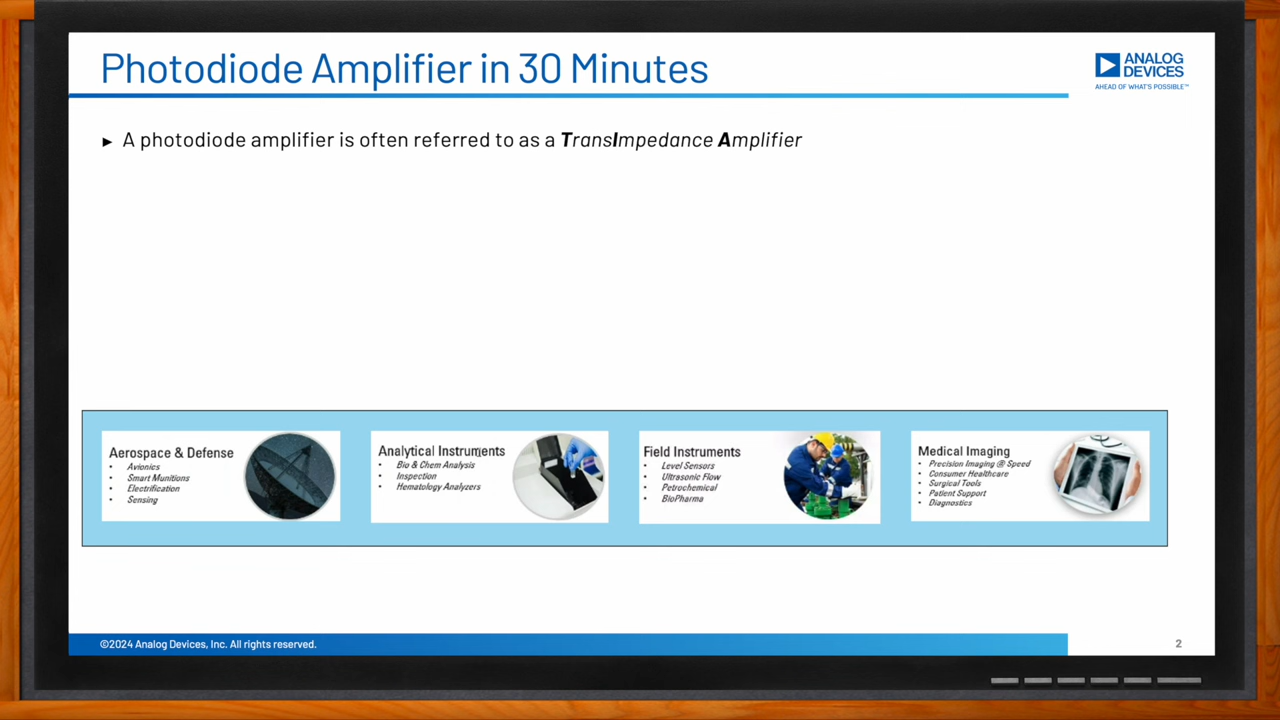 Photodiode Amplifier in 30 Minutes
ANALOG
DEVICES
AHEAD OF WHAT'S POSSIBLE™
► A photodiode amplifier is often referred to as a TransImpedance Amplifier
Aerospace & Defense
• Avionics
• Smart Munitions
• Electrification
• Sensing
Analytical Instruments
• Bio & Chem Analysis
• Inspection
• Hematology Analyzers
Field Instruments
• Level Sensors
• Ultrasonic Flow
• Petrochemical
• BioPharma
Medical Imaging
• Precision Imaging @ Speed
• Consumer Healthcare
• Surgical Tools
• Patient Support
• Diagnostics
©2024 Analog Devices, Inc. All rights reserved.
2